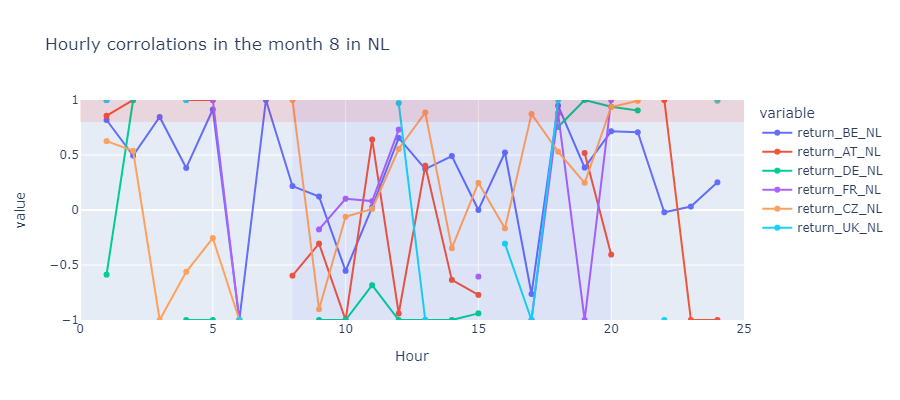 Hourly corrolations in the month 8 in NL
value
1
0.5
0
−0.5
−1
0
5
10
15
20
25
Hour
variable
return_BE_NL
return_AT_NL
return_DE_NL
return_FR_NL
return_CZ_NL
return_UK_NL